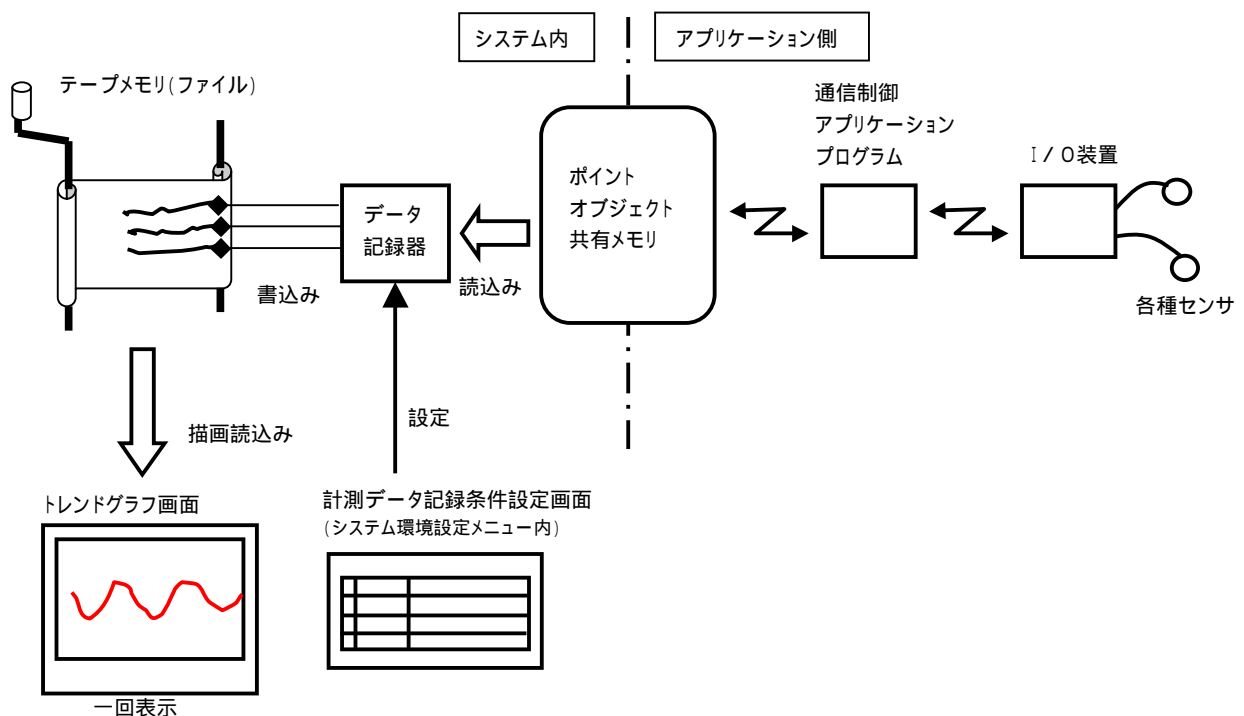 システム内
アプリケーション側
テープメモリ(ファイル)
通信制御
アプリケーション
プログラム
I/O装置
ポイント
オブジェクト
共有メモリ
データ
記録器
読込み
書込み
各種センサ
設定
描画読込み
トレンドグラフ画面
計測データ記録条件設定画面
(システム環境設定メニュー内)
一回表示